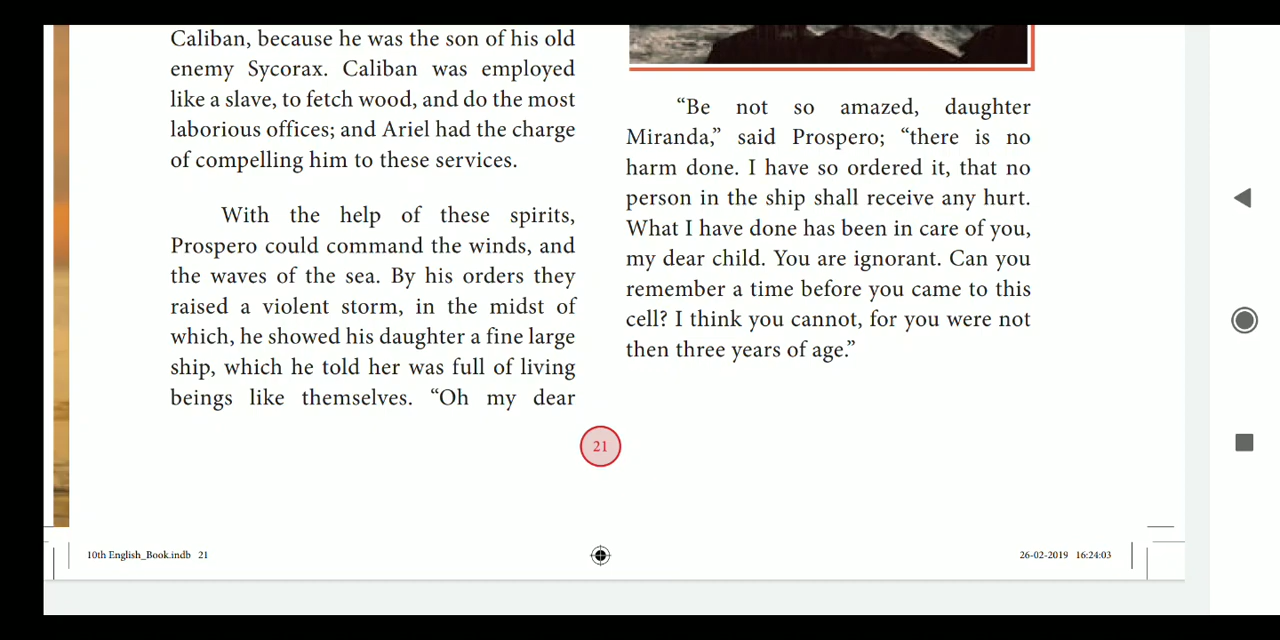 Caliban, because he was the son of his old
enemy Sycorax. Caliban was employed
like a slave, to fetch wood, and do the most
laborious offices; and Ariel had the charge
of compelling him to these services.
With the help of these spirits,
Prospero could command the winds, and
the waves of the sea. By his orders they
raised a violent storm, in the midst of
which, he showed his daughter a fine large
ship, which he told her was full of living
beings like themselves. “Oh my dear
“Be not so amazed, daughter
Miranda,” said Prospero; “there is no
harm done. I have so ordered it, that no
person in the ship shall receive any hurt.
What I have done has been in care of you,
my dear child. You are ignorant. Can you
remember a time before you came to this
cell? I think you cannot, for you were not
then three years of age.”
21
10th English_Book.indb 21
26-02-2019 16:24:03